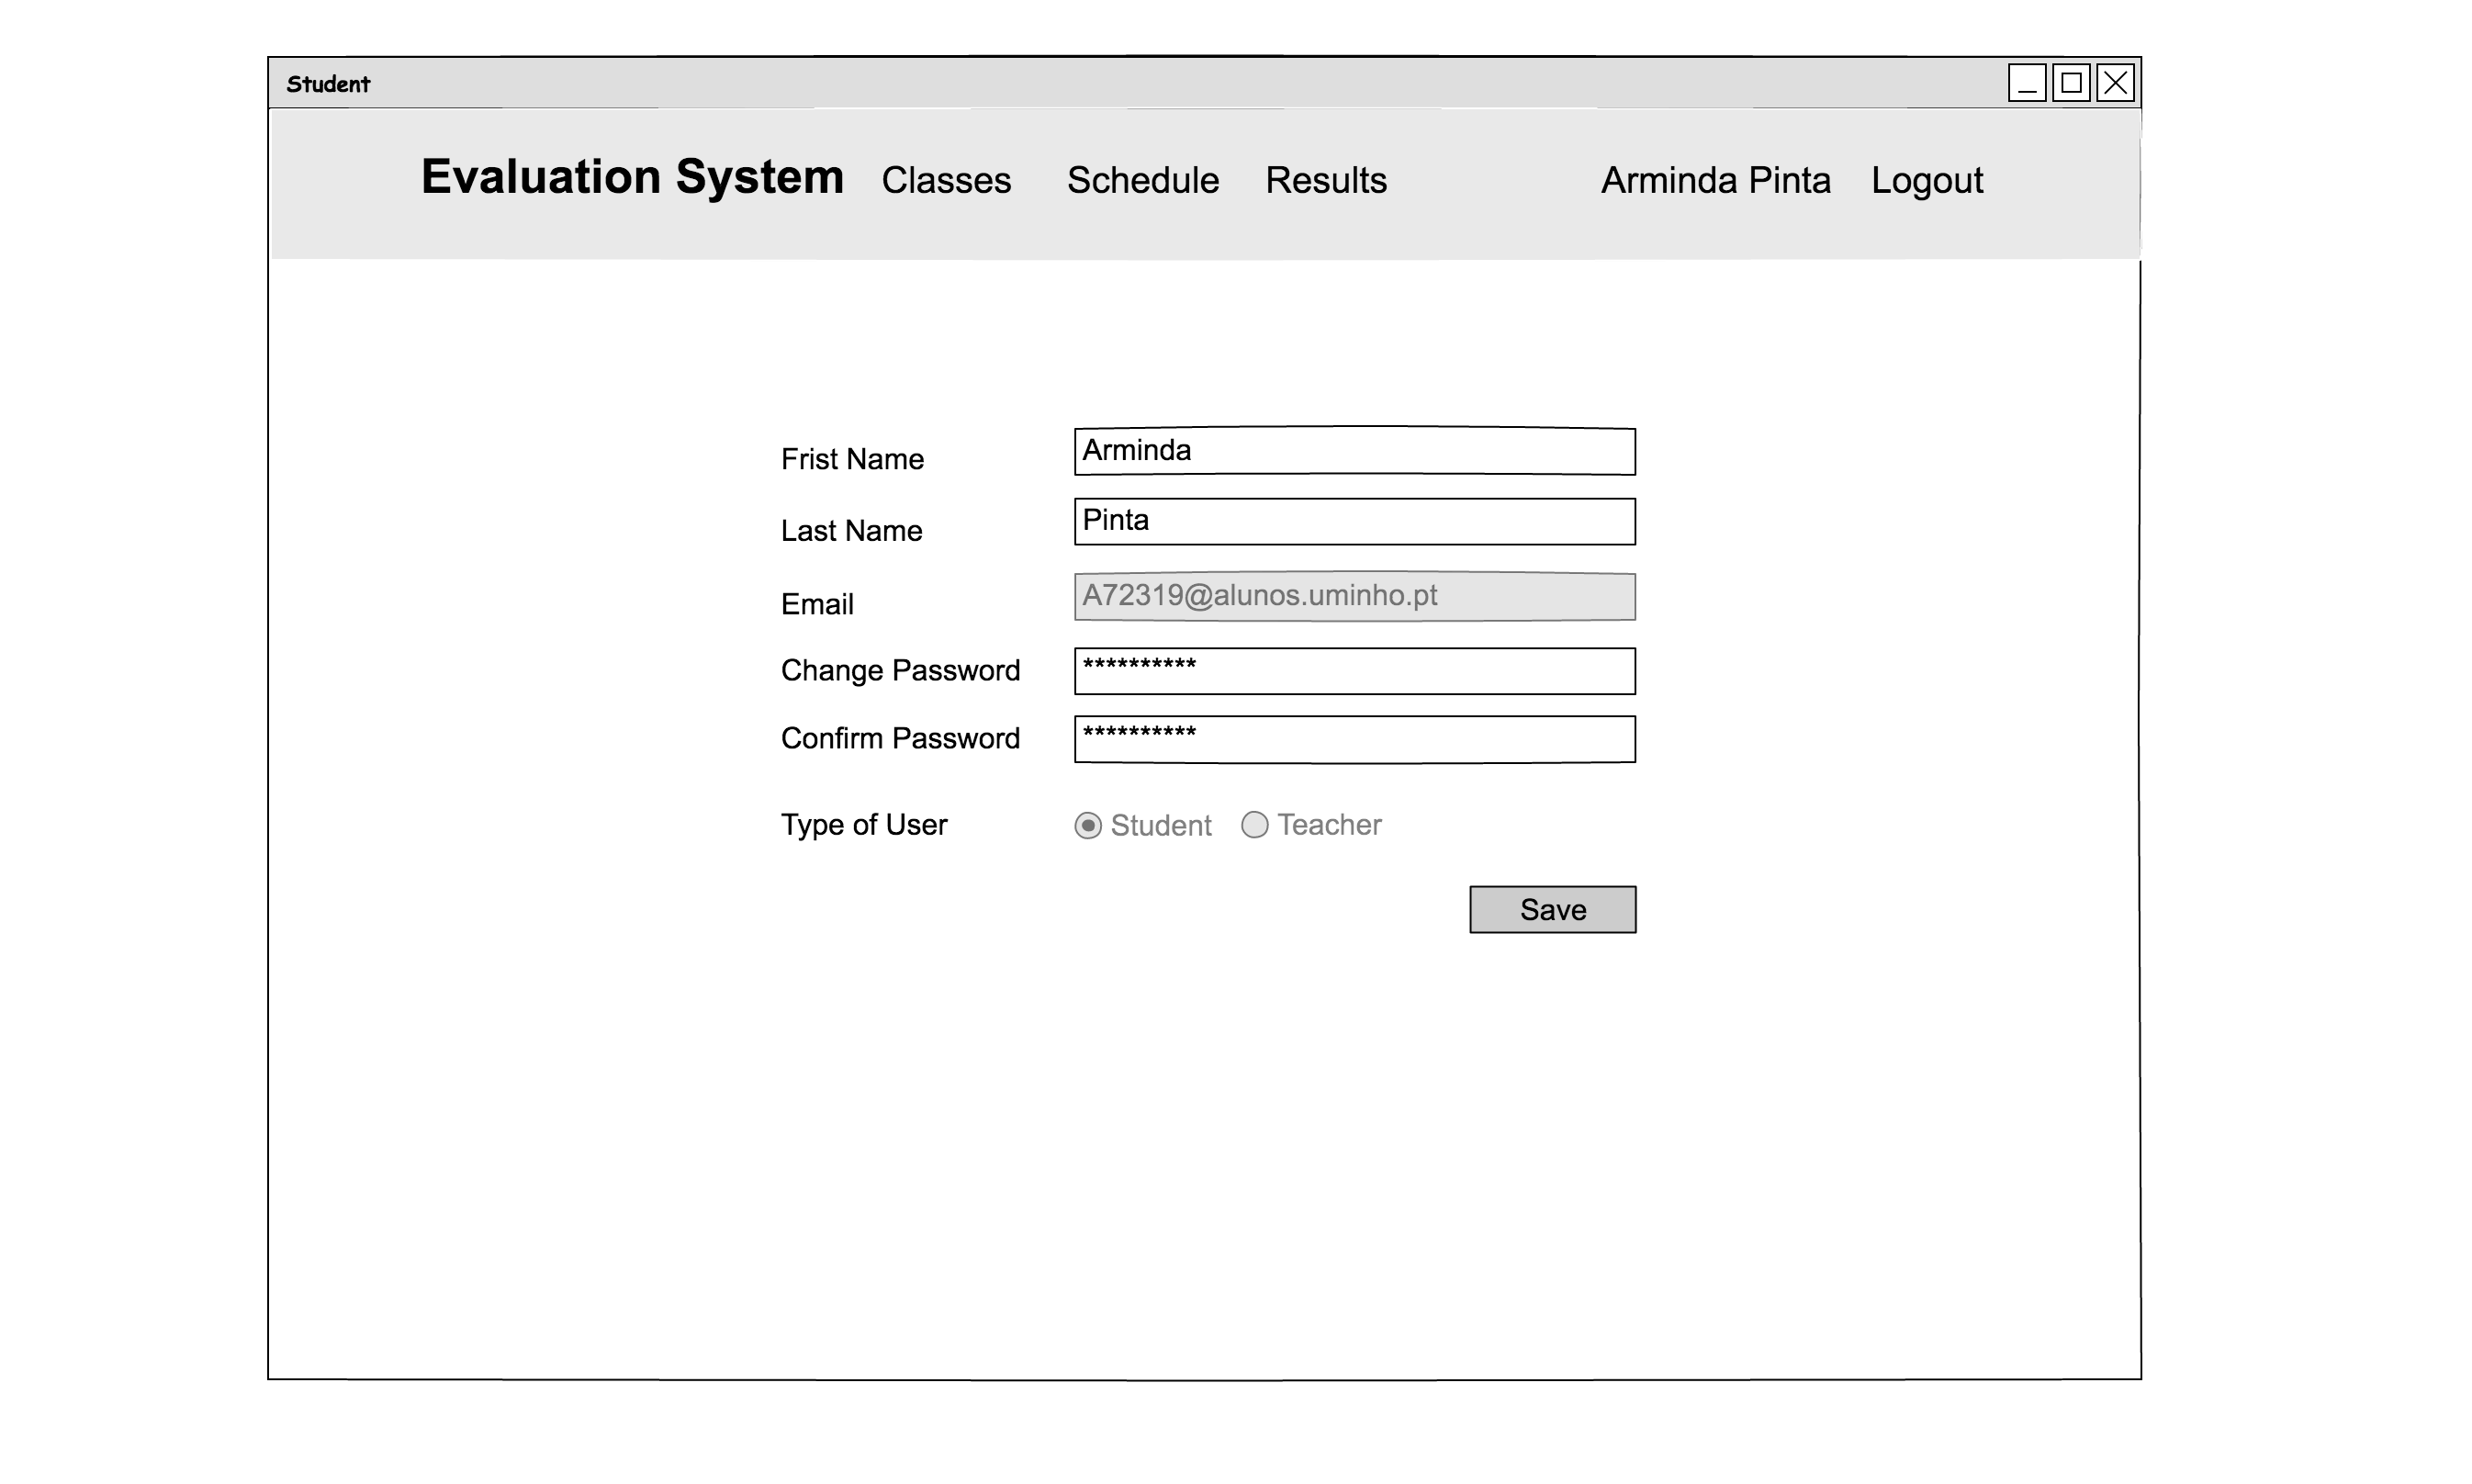 Student
Evaluation System Classes Schedule Results Arminda Pinta Logout
Frist Name Arminda
Last Name Pinta
Email A72319@alunos.uminho.pt
Change Password **********
Confirm Password **********
Type of User Student Teacher
Save